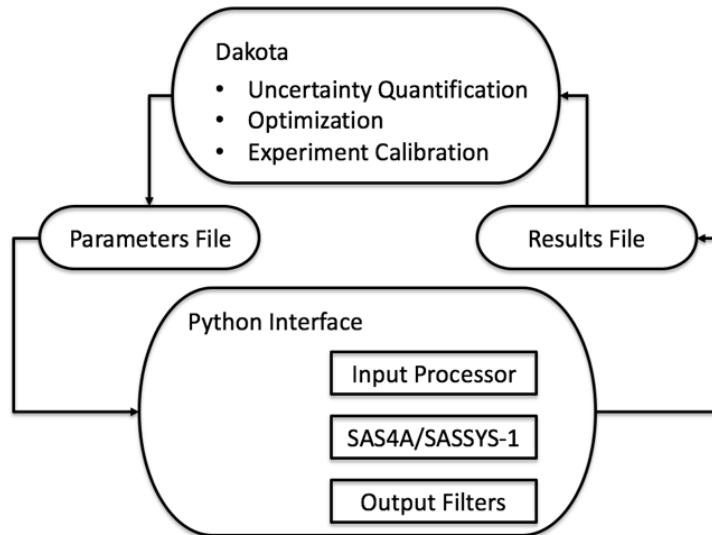 Dakota
• Uncertainty Quantification
• Optimization
• Experiment Calibration
Parameters File
Results File
Python Interface
Input Processor
SAS4A/SASSYS-1
Output Filters